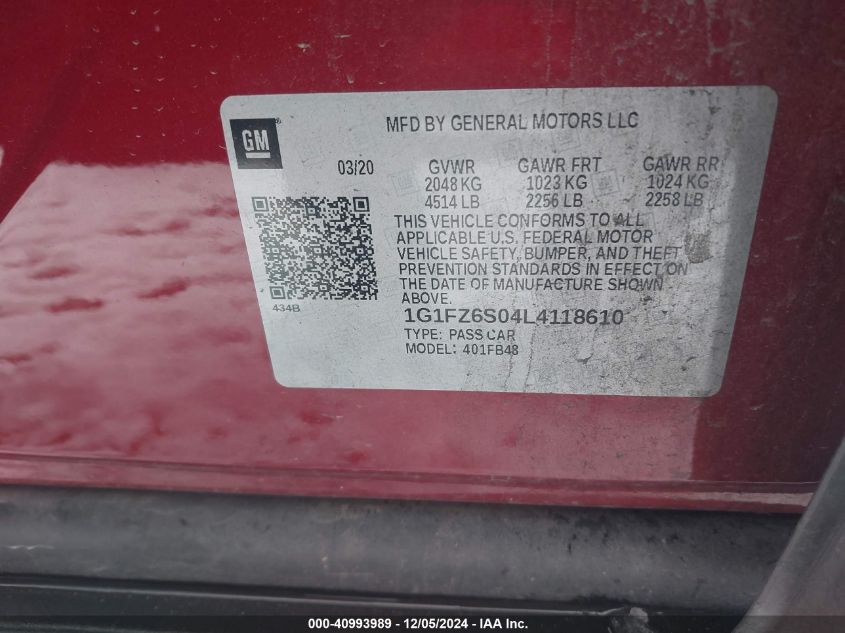 MFD BY GENERAL MOTORS LLC
GM®
03/20 GVWR GAWR FRT GAWR RR
2048 KG 1023 KG 1024 KG
4514 LB 2256 LB 2258 LB
THIS VEHICLE CONFORMS TO ALL
APPLICABLE U.S. FEDERAL MOTOR
VEHICLE SAFETY, BUMPER, AND THEFT
PREVENTION STANDARDS IN EFFECT ON
THE DATE OF MANUFACTURE SHOWN
ABOVE.
434B
1G1FZ6S04L4118610
TYPE: PASS CAR
MODEL: 401FB48
000-40993989 - 12/05/2024 - IAA Inc.